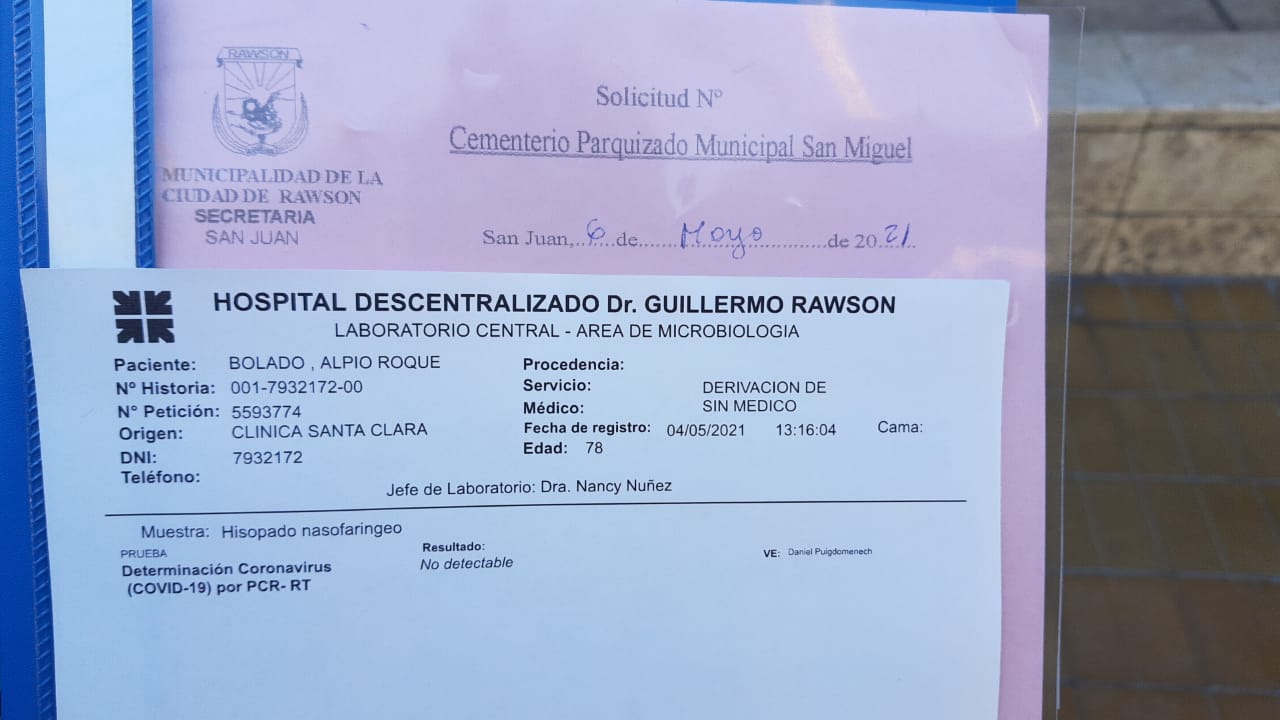 RAWSON
MUNICIPALIDAD DE LA
CIUDAD DE RAWSON
SECRETARIA
SAN JUAN
Solicitud Nº
Cementerio Parquizado Municipal San Miguel
San Juan,..6...de......Mayo..............de 2021.
HOSPITAL DESCENTRALIZADO Dr. GUILLERMO RAWSON
LABORATORIO CENTRAL - AREA DE MICROBIOLOGIA
Paciente: BOLADO , ALPIO ROQUE
Nº Historia: 001-7932172-00
N° Petición: 5593774
Origen: CLINICA SANTA CLARA
DNI: 7932172
Teléfono:
Procedencia:
Servicio: DERIVACION DE
Médico: SIN MEDICO
Fecha de registro: 04/05/2021 13:16:04 Cama:
Edad: 78
Jefe de Laboratorio: Dra. Nancy Nuñez
Muestra: Hisopado nasofaringeo
PRUEBA
Determinación Coronavirus
(COVID-19) por PCR- RT
Resultado:
No detectable
VE: Daniel Puigdomenech